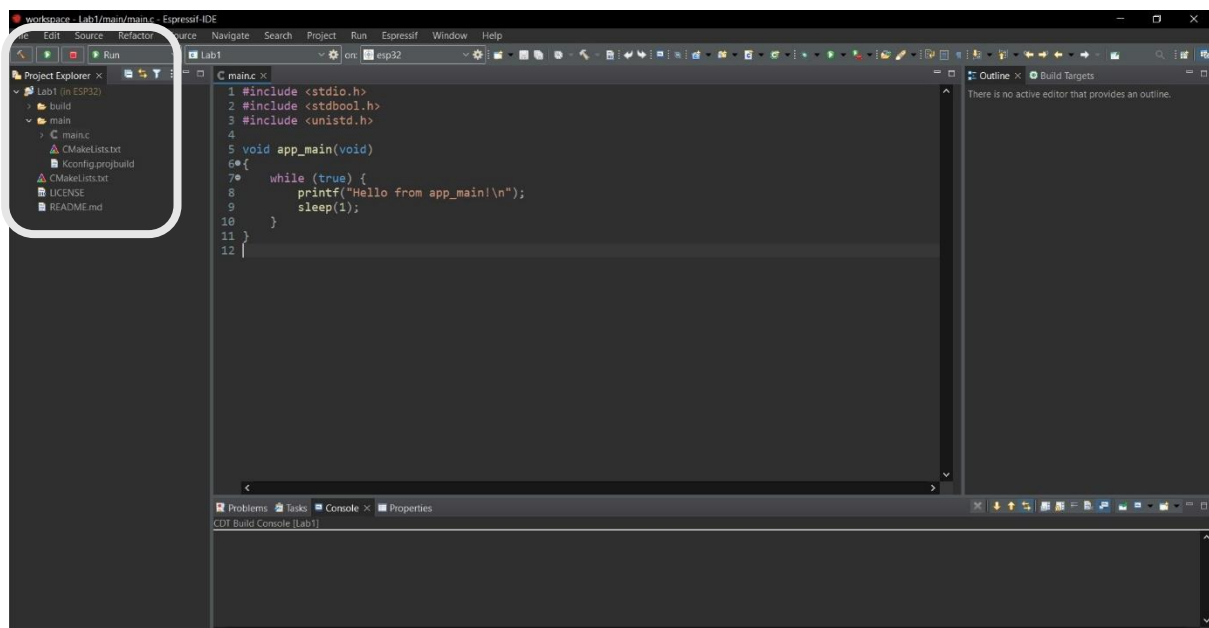 workspace - Lab1/main/main.c - Espressif-IDE
Edit Source Refactor Source Navigate Search Project Run Espressif Window Help
Run Lab1 on: esp32
Project Explorer
Lab1 (in ESP32)
build
main
main.c
CMakeLists.txt
Kconfig.projbuild
CMakeLists.txt
LICENSE
README.md
main.c
1 #include <stdio.h>
2 #include <stdbool.h>
3 #include <unistd.h>
4
5 void app_main(void)
6 {
7 while (true) {
8 printf("Hello from app_main!\n");
9 sleep(1);
10 }
11 }
12
Outline Build Targets
There is no active editor that provides an outline.
Problems Tasks Console Properties
CDT Build Console [Lab1]